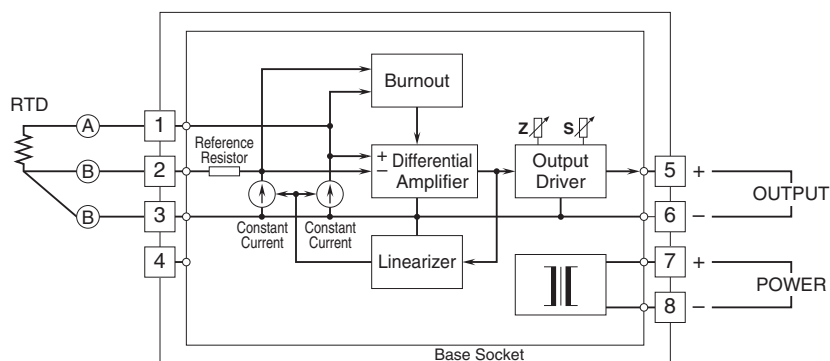 RTD
A
B
B
1
2
3
4
Reference
Resistor
Burnout
+
−
Differential
Amplifier
Z
S
Output
Driver
Constant
Current
Constant
Current
Linearizer
5
+
6
−
OUTPUT
7
+
8
−
POWER
Base Socket